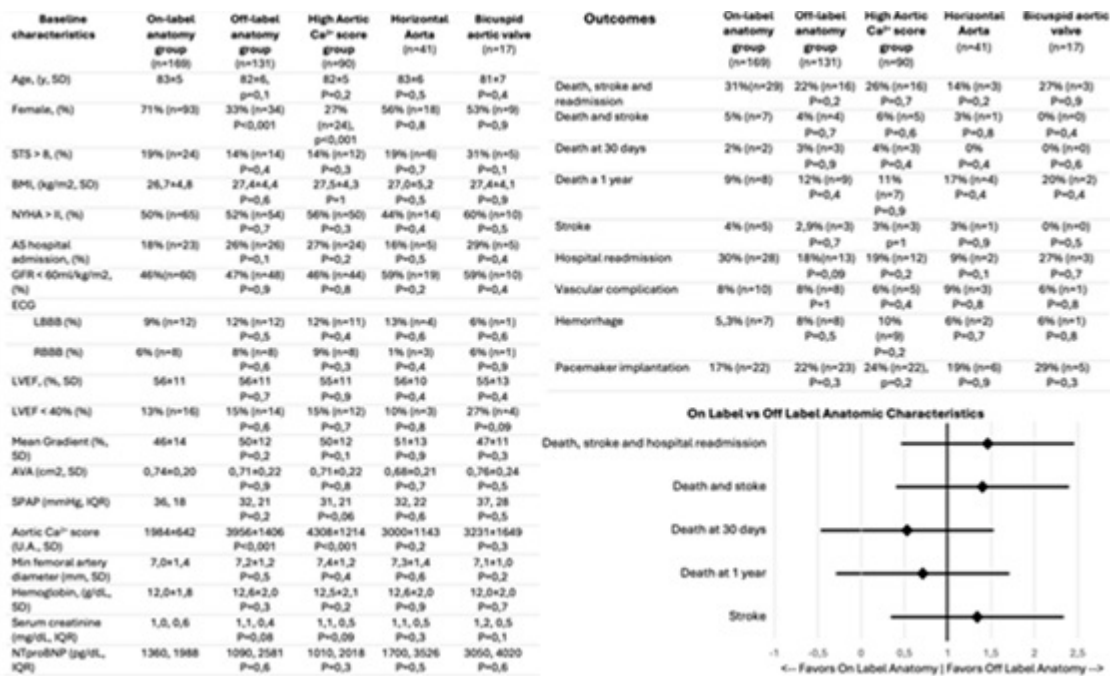 Baseline characteristics | On-label anatomy group (n=169) | Off-label anatomy group (n=131) | High Aortic Ca²⁺ score group (n=90) | Horizontal Aorta (n=41) | Bicuspid aortic valve (n=17)
Age, (y, SD) | 83±5 | 82±6, p=0,1 | 82±5 P=0,2 | 83±6 P=0,5 | 81±7 P=0,4
Female, (%) | 71% (n=93) | 33% (n=34) P<0,001 | 27% (n=24), p<0,001 | 56% (n=18) P=0,8 | 53% (n=9) P=0,9
STS > 8, (%) | 19% (n=24) | 14% (n=14) P=0,4 | 14% (n=12) P=0,3 | 19% (n=6) P=0,7 | 31% (n=5) P=0,1
BMI, (kg/m2, SD) | 26,7±4,8 | 27,4±4,4 P=0,6 | 27,5±4,3 P=1 | 27,0±5,2 P=0,5 | 27,4±4,1 P=0,9
NYHA > II, (%) | 50% (n=65) | 52% (n=54) P=0,7 | 56% (n=50) P=0,3 | 44% (n=14) P=0,4 | 60% (n=10) P=0,5
AS hospital admission, (%) | 18% (n=23) | 26% (n=26) P=0,1 | 27% (n=24) P=0,2 | 16% (n=5) P=0,5 | 29% (n=5) P=0,4
GFR < 60ml/kg/m2, (%) | 46%(n=60) | 47% (n=48) P=0,9 | 46% (n=44) P=0,8 | 59% (n=19) P=0,2 | 59% (n=10) P=0,4
ECG
LBBB (%) | 9% (n=12) | 12% (n=12) P=0,5 | 12% (n=11) P=0,4 | 13% (n=4) P=0,6 | 6% (n=1) P=0,6
RBBB (%) | 6% (n=8) | 8% (n=8) P=0,6 | 9% (n=8) P=0,3 | 1% (n=3) P=0,4 | 6% (n=1) P=0,9
LVEF, (%, SD) | 56±11 | 56±11 P=0,7 | 55±11 P=0,9 | 56±10 P=0,4 | 55±13 P=0,4
LVEF < 40% (%) | 13% (n=16) | 15% (n=14) P=0,6 | 15% (n=12) P=0,7 | 10% (n=3) P=0,8 | 27% (n=4) P=0,09
Mean Gradient (%, SD) | 46±14 | 50±12 P=0,2 | 50±12 P=0,1 | 51±13 P=0,9 | 47±11 P=0,3
AVA (cm2, SD) | 0,74±0,20 | 0,71±0,22 P=0,9 | 0,71±0,22 P=0,8 | 0,68±0,21 P=0,7 | 0,76±0,24 P=0,5
SPAP (mmHg, IQR) | 36, 18 | 32, 21 P=0,2 | 31, 21 P=0,06 | 32, 22 P=0,6 | 37, 28 P=0,5
Aortic Ca²⁺ score (U.A., SD) | 1984±642 | 3956±1406 P<0,001 | 4308±1214 P<0,001 | 3000±1143 P=0,2 | 3231±1649 P=0,3
Min femoral artery diameter (mm, SD) | 7,0±1,4 | 7,2±1,2 P=0,5 | 7,4±1,2 P=0,4 | 7,3±1,4 P=0,6 | 7,1±1,0 P=0,2
Hemoglobin, (g/dL, SD) | 12,0±1,8 | 12,6±2,0 P=0,3 | 12,5±2,1 P=0,2 | 12,6±2,0 P=0,9 | 12,0±2,0 P=0,7
Serum creatinine (mg/dL, IQR) | 1,0, 0,6 | 1,1, 0,4 P=0,08 | 1,1, 0,5 P=0,09 | 1,1, 0,5 P=0,3 | 1,2, 0,5 P=0,1
NTproBNP (pg/dL, IQR) | 1360, 1988 | 1090, 2581 P=0,6 | 1010, 2018 P=0,3 | 1700, 3526 P=0,5 | 3050, 4020 P=0,6
Outcomes | On-label anatomy group (n=169) | Off-label anatomy group (n=131) | High Aortic Ca²⁺ score group (n=90) | Horizontal Aorta (n=41) | Bicuspid aortic valve (n=17)
Death, stroke and readmission | 31%(n=29) | 22% (n=16) P=0,2 | 26% (n=16) P=0,7 | 14% (n=3) P=0,2 | 27% (n=3) P=0,9
Death and stroke | 5% (n=7) | 4% (n=4) P=0,7 | 6% (n=5) P=0,6 | 3% (n=1) P=0,8 | 0% (n=0) P=0,4
Death at 30 days | 2% (n=2) | 3% (n=3) P=0,9 | 4% (n=3) P=0,4 | 0% P=0,4 | 0% (n=0) P=0,6
Death a 1 year | 9% (n=8) | 12% (n=9) P=0,4 | 11% (n=7) P=0,9 | 17% (n=4) P=0,4 | 20% (n=2) P=0,4
Stroke | 4% (n=5) | 2,9% (n=3) P=0,7 | 3% (n=3) p=1 | 3% (n=1) P=0,9 | 0% (n=0) P=0,5
Hospital readmission | 30% (n=28) | 18%(n=13) P=0,09 | 19% (n=12) P=0,2 | 9% (n=2) P=0,1 | 27% (n=3) P=0,7
Vascular complication | 8% (n=10) | 8% (n=8) P=1 | 6% (n=5) P=0,4 | 9% (n=3) P=0,8 | 6% (n=1) P=0,8
Hemorrhage | 5,3% (n=7) | 8% (n=8) P=0,5 | 10% (n=9) P=0,2 | 6% (n=2) P=0,7 | 6% (n=1) P=0,8
Pacemaker implantation | 17% (n=22) | 22% (n=23) P=0,3 | 24% (n=22), p=0,2 | 19% (n=6) P=0,9 | 29% (n=5) P=0,3
On Label vs Off Label Anatomic Characteristics
Death, stroke and hospital readmission
Death and stoke
Death at 30 days
Death at 1 year
Stroke
-1 -0,5 0 0,5 1 1,5 2 2,5
<-- Favors On Label Anatomy | Favors Off Label Anatomy -->